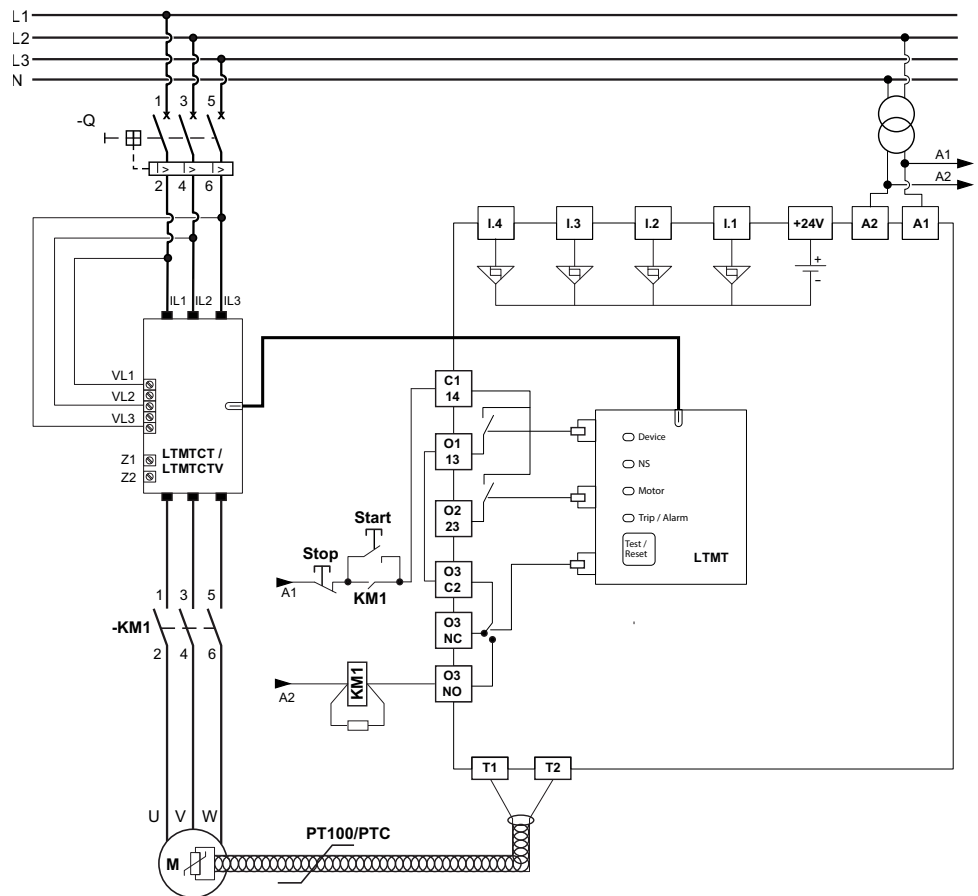 L1
L2
L3
N
1 3 5
-Q
I> I> I>
2 4 6
A1
A2
I.4 I.3 I.2 I.1 +24V A2 A1
+
–
IL1 IL2 IL3
VL1
VL2
VL3
LTMTCT /
LTMTCTV
Z1
Z2
C1
14
O1
13
O2
23
O3
C2
O3
NC
O3
NO
Device
NS
Motor
Trip / Alarm
Test /
Reset
LTMT
Start
Stop
A1
KM1
1 3 5
-KM1
2 4 6
A2
KM1
T1 T2
U V W
PT100/PTC
M